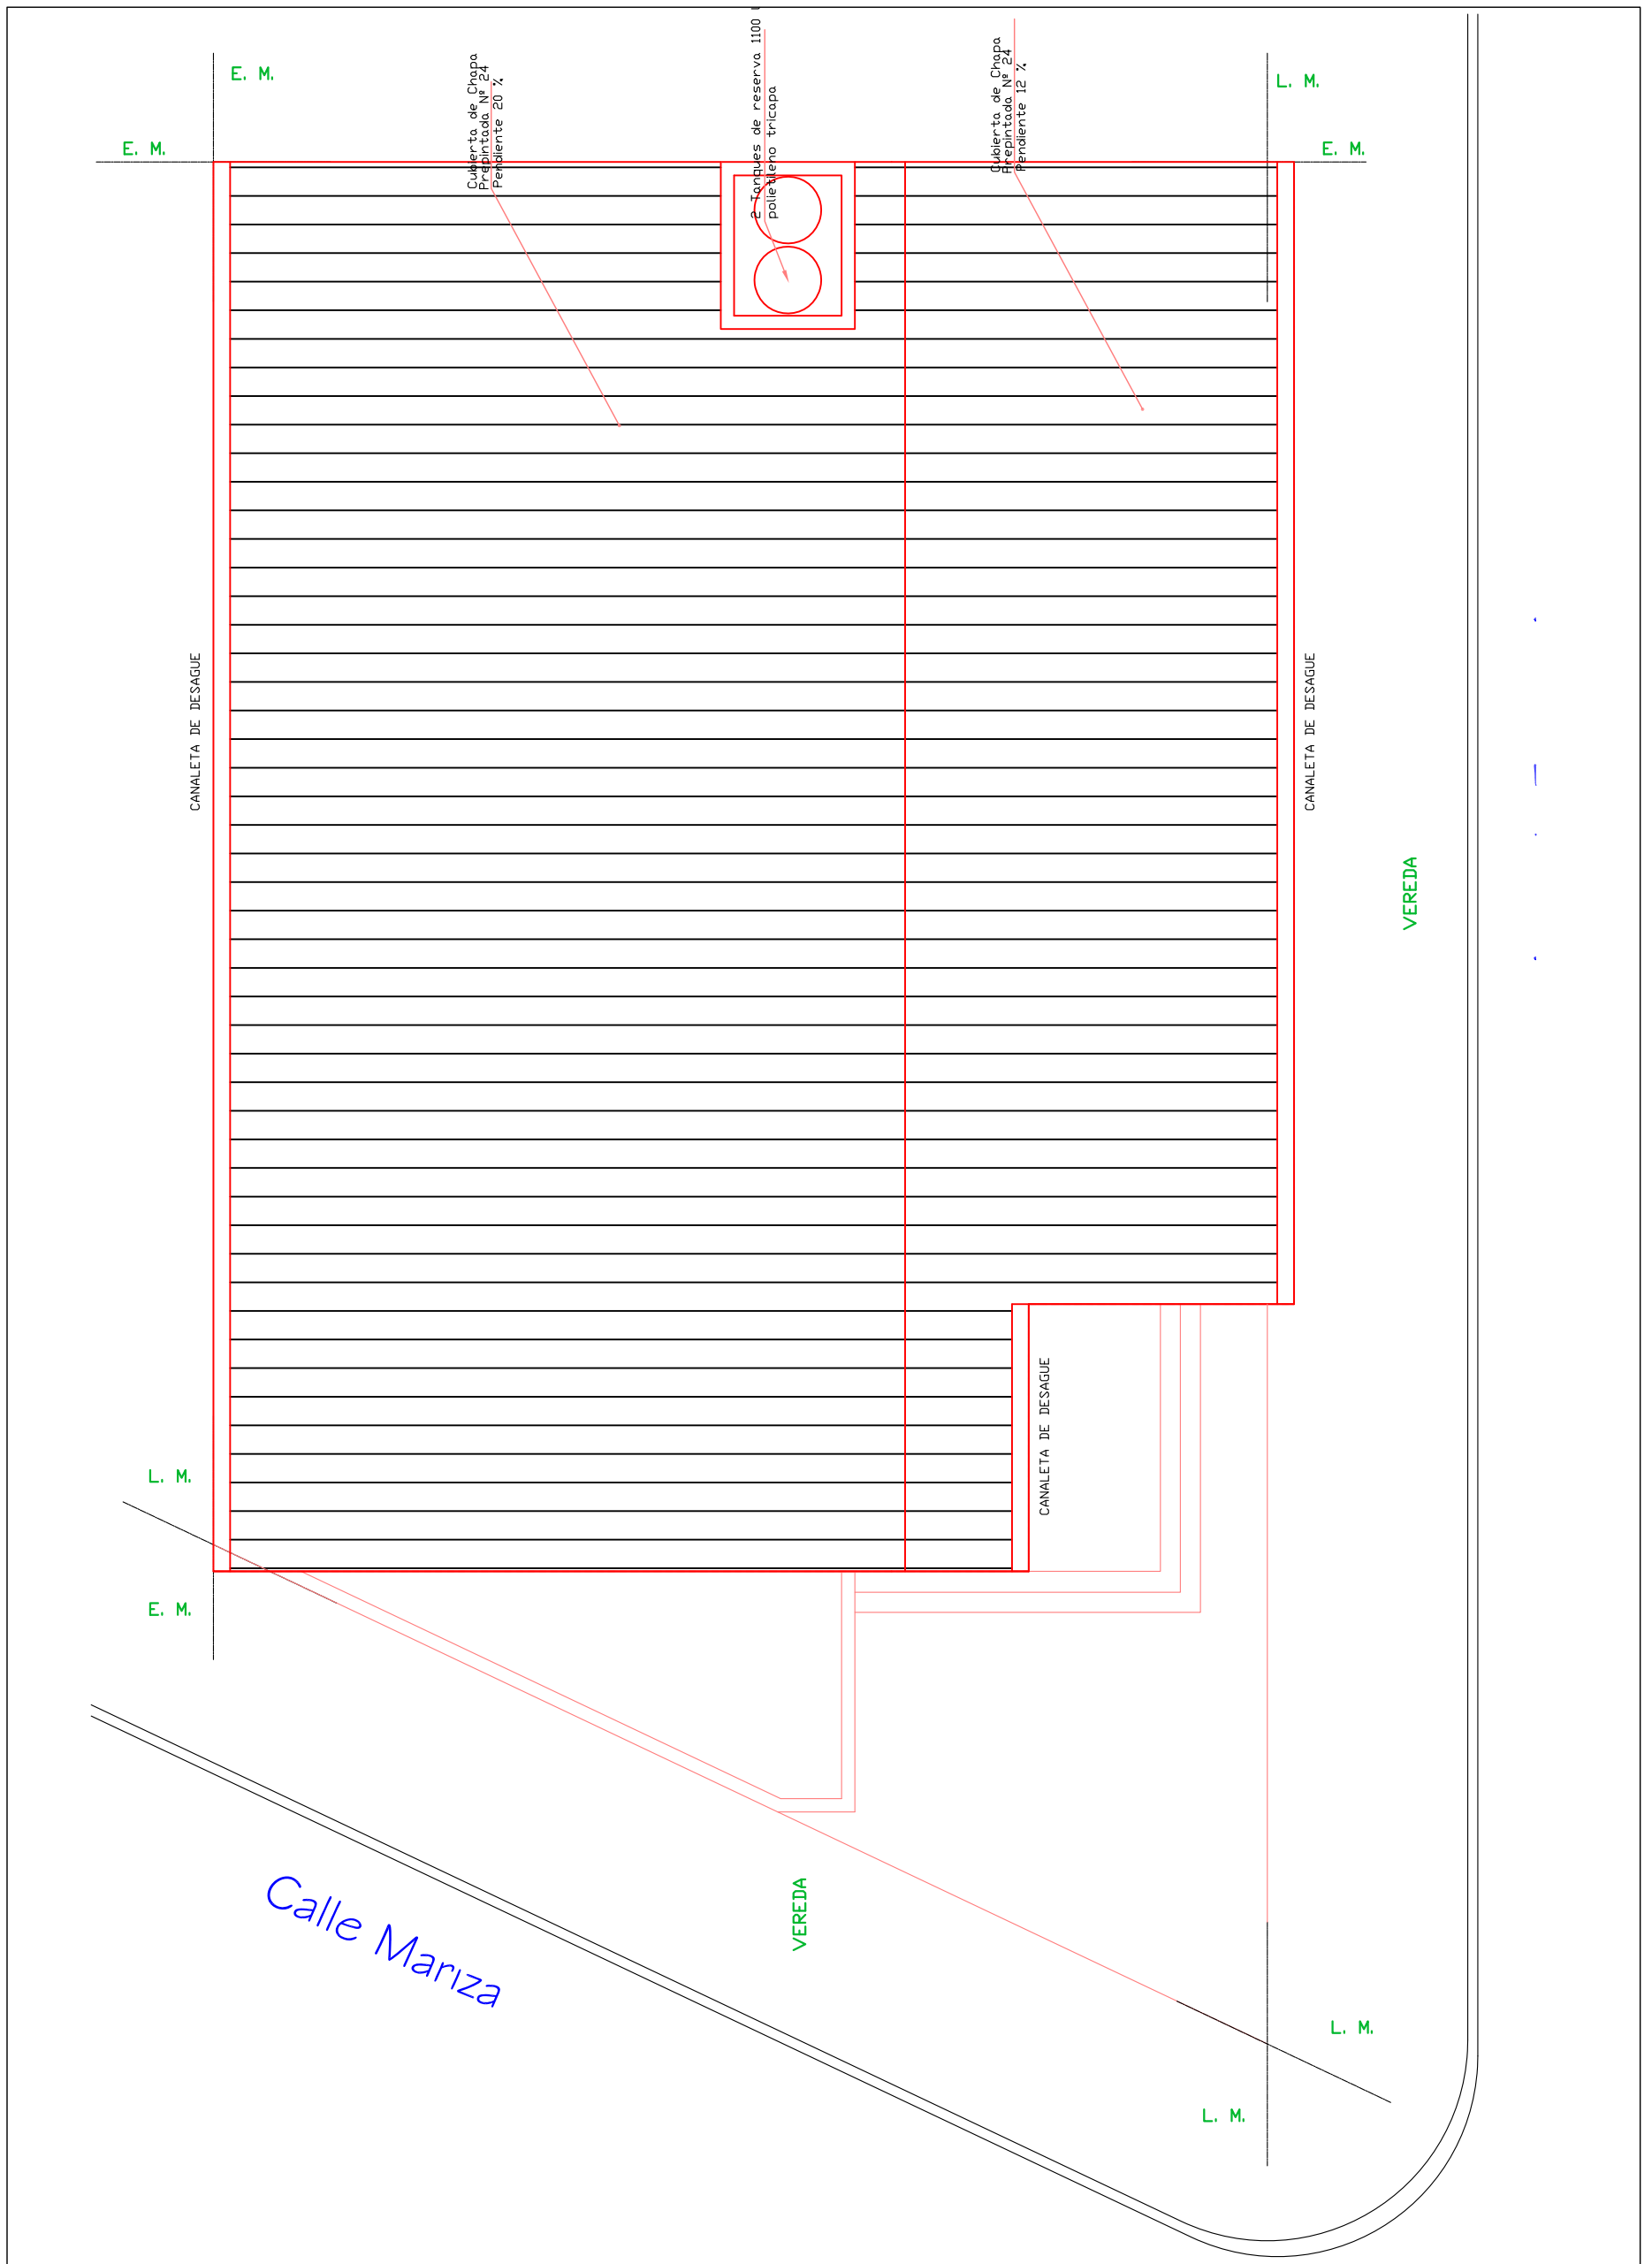 E. M.
L. M.
E. M.
E. M.
Cubierta de Chapa
Prepintada Nº 24
Pendiente 20 %
2 Tanques de reserva 1100
polietileno tricapa
Cubierta de Chapa
Prepintada Nº 24
Pendiente 12 %
CANALETA DE DESAGUE
CANALETA DE DESAGUE
VEREDA
CANALETA DE DESAGUE
L. M.
E. M.
Calle Mariza
VEREDA
L. M.
L. M.